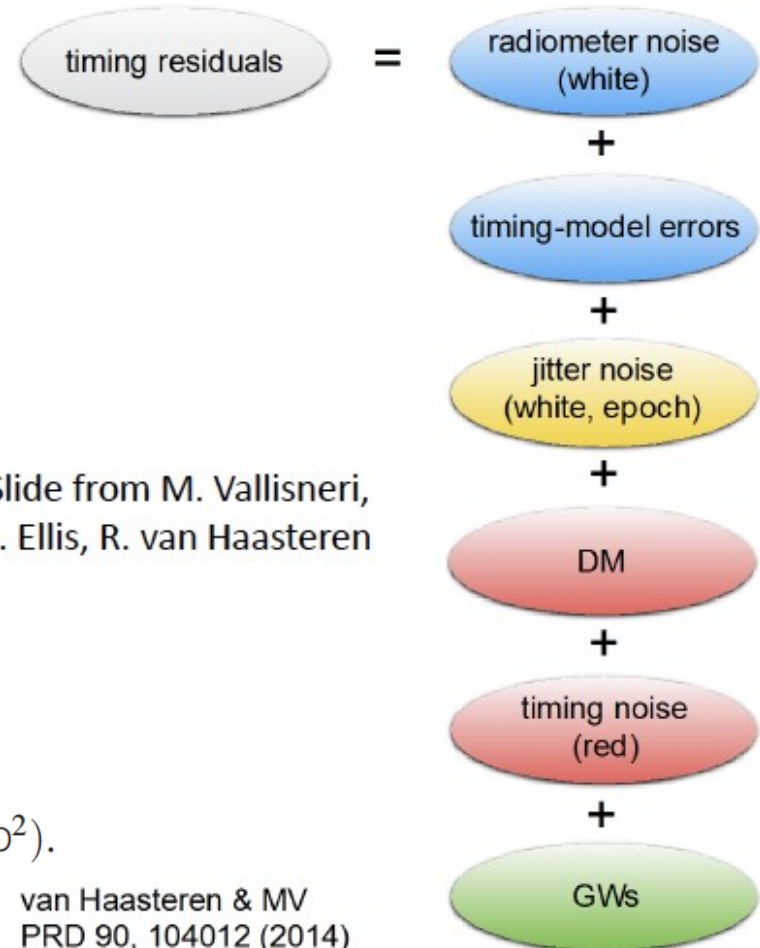 timing residuals
=
radiometer noise
(white)
+
timing-model errors
+
jitter noise
(white, epoch)
+
Slide from M. Vallisneri,
. Ellis, R. van Haasteren
DM
+
timing noise
(red)
+
²).
van Haasteren & MV
PRD 90, 104012 (2014)
GWs